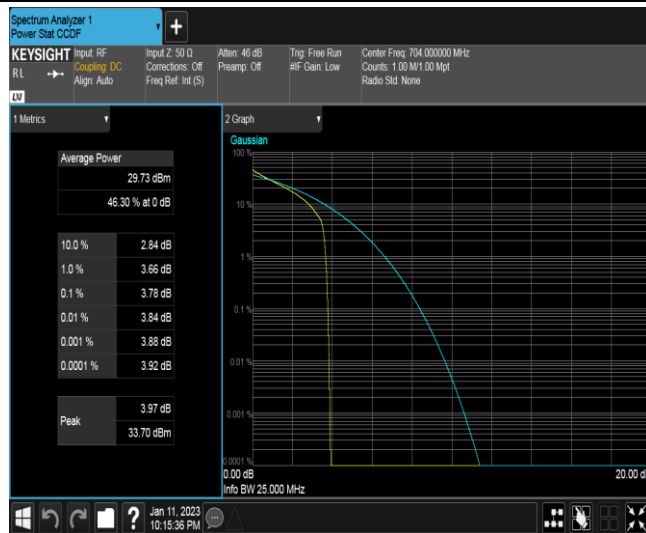 Spectrum Analyzer 1
Power Stat CCDF
+
KEYSIGHT
RL
LXI
Input: RF
Coupling: DC
Align: Auto
Input Z: 50 Ω
Corrections: Off
Freq Ref: Int (S)
Atten: 46 dB
Preamp: Off
Trig: Free Run
#IF Gain: Low
Center Freq: 704.000000 MHz
Counts: 1.00 M/1.00 Mpt
Radio Std: None
1 Metrics
Average Power
29.73 dBm
46.30 % at 0 dB
10.0 % 2.84 dB
1.0 % 3.66 dB
0.1 % 3.78 dB
0.01 % 3.84 dB
0.001 % 3.88 dB
0.0001 % 3.92 dB
Peak
3.97 dB
33.70 dBm
2 Graph
Gaussian
100 %
10 %
1 %
0.1 %
0.01 %
0.001 %
0.0001 %
0.00 dB
20.00 d
Info BW 25.000 MHz
?
Jan 11, 2023
10:15:36 PM